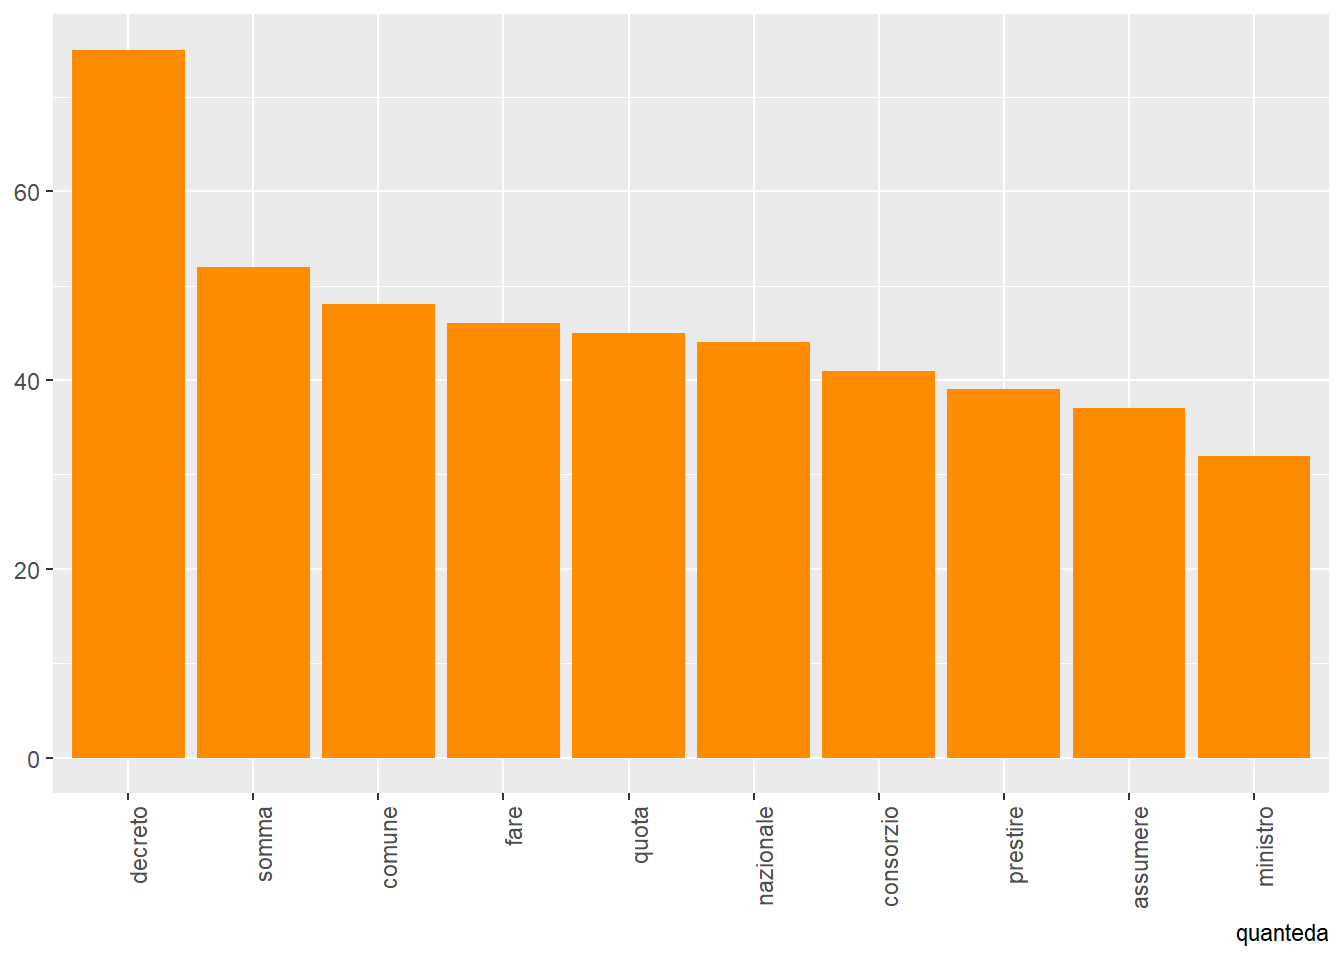 60
40
20
0
decreto
somma
comune
fare
quota
nazionale
consorzio
prestire
assumere
ministro
quanteda